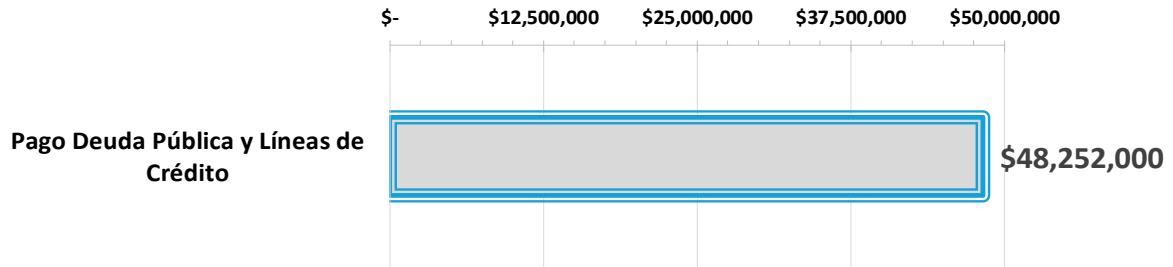 $- $12,500,000 $25,000,000 $37,500,000 $50,000,000
Pago Deuda Pública y Líneas de
Crédito
$48,252,000